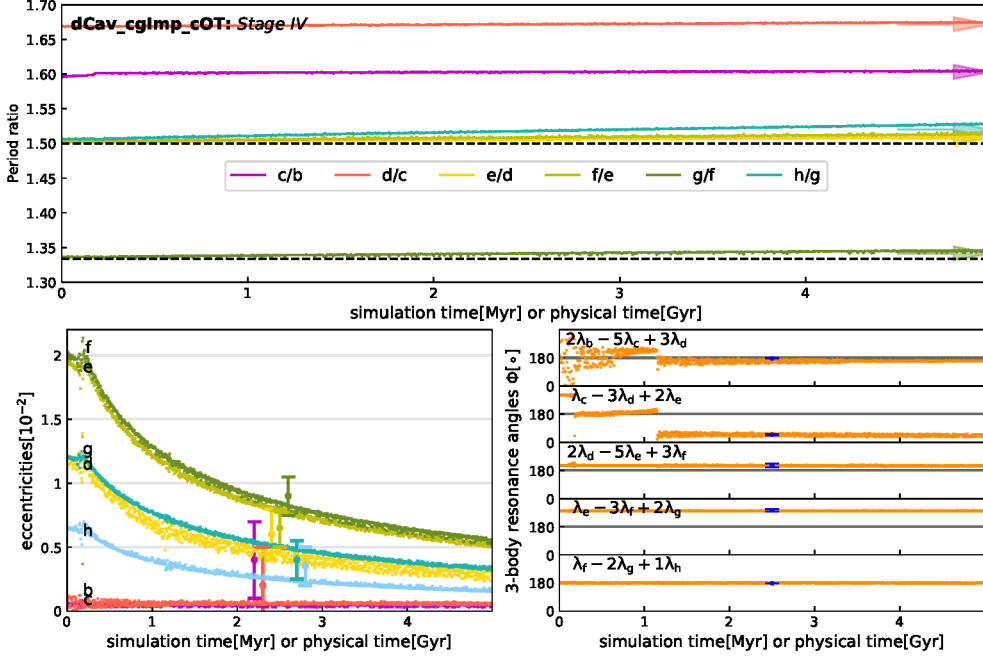 dCav_cgImp_cOT: Stage IV
Period ratio
1.70
1.65
1.60
1.55
1.50
1.45
1.40
1.35
1.30
c/b d/c e/d f/e g/f h/g
0 1 2 3 4
simulation time[Myr] or physical time[Gyr]
eccentricities[10⁻²]
2
1.5
1
0.5
0
f
e
g
d
h
b
c
0 1 2 3 4
simulation time[Myr] or physical time[Gyr]
3-body resonance angles Φ[∘]
180
0
2λb − 5λc + 3λd
180
0
λc − 3λd + 2λe
180
0
2λd − 5λe + 3λf
180
0
λe − 3λf + 2λg
180
0
λf − 2λg + 1λh
0 1 2 3 4
simulation time[Myr] or physical time[Gyr]